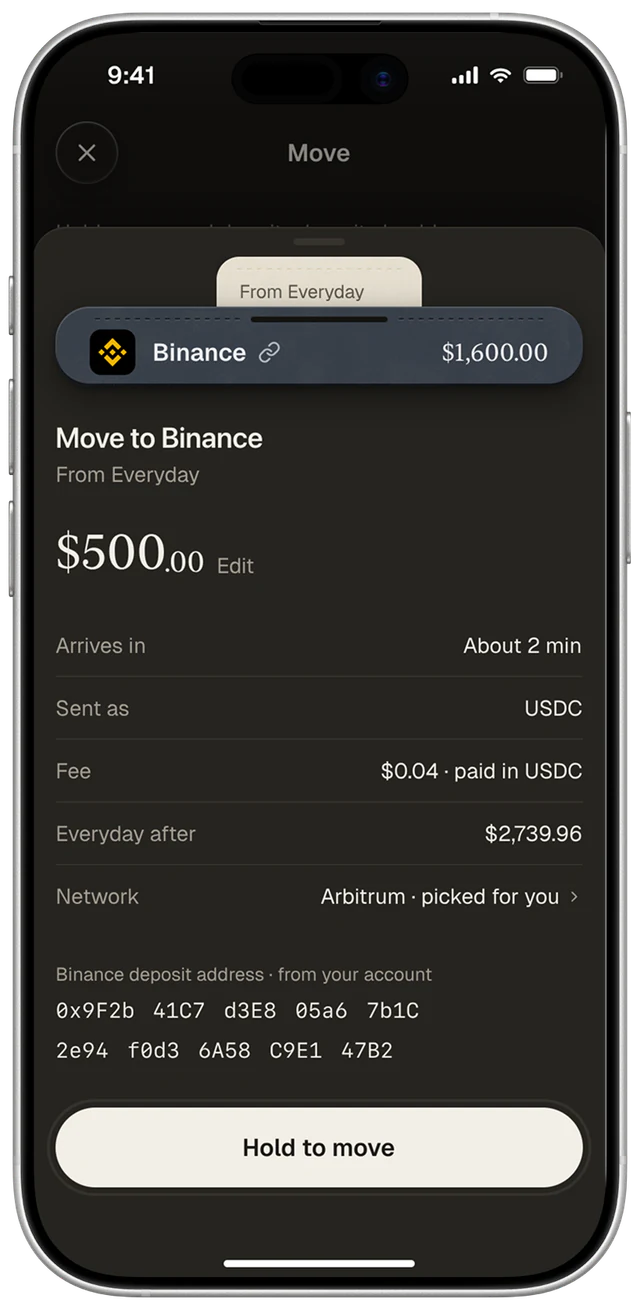 9:41
Move
From Everyday
Binance $1,600.00
Move to Binance
From Everyday
$500.00 Edit
Arrives in About 2 min
Sent as USDC
Fee $0.04 · paid in USDC
Everyday after $2,739.96
Network Arbitrum · picked for you
Binance deposit address · from your account
0x9F2b 41C7 d3E8 05a6 7b1C
2e94 f0d3 6A58 C9E1 47B2
Hold to move